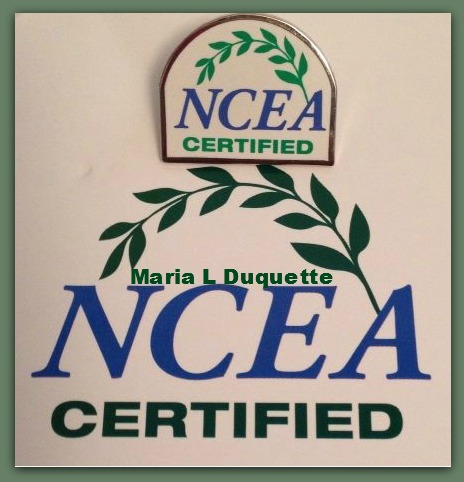 NCEA
CERTIFIED
Maria L Duquette
NCEA
CERTIFIED